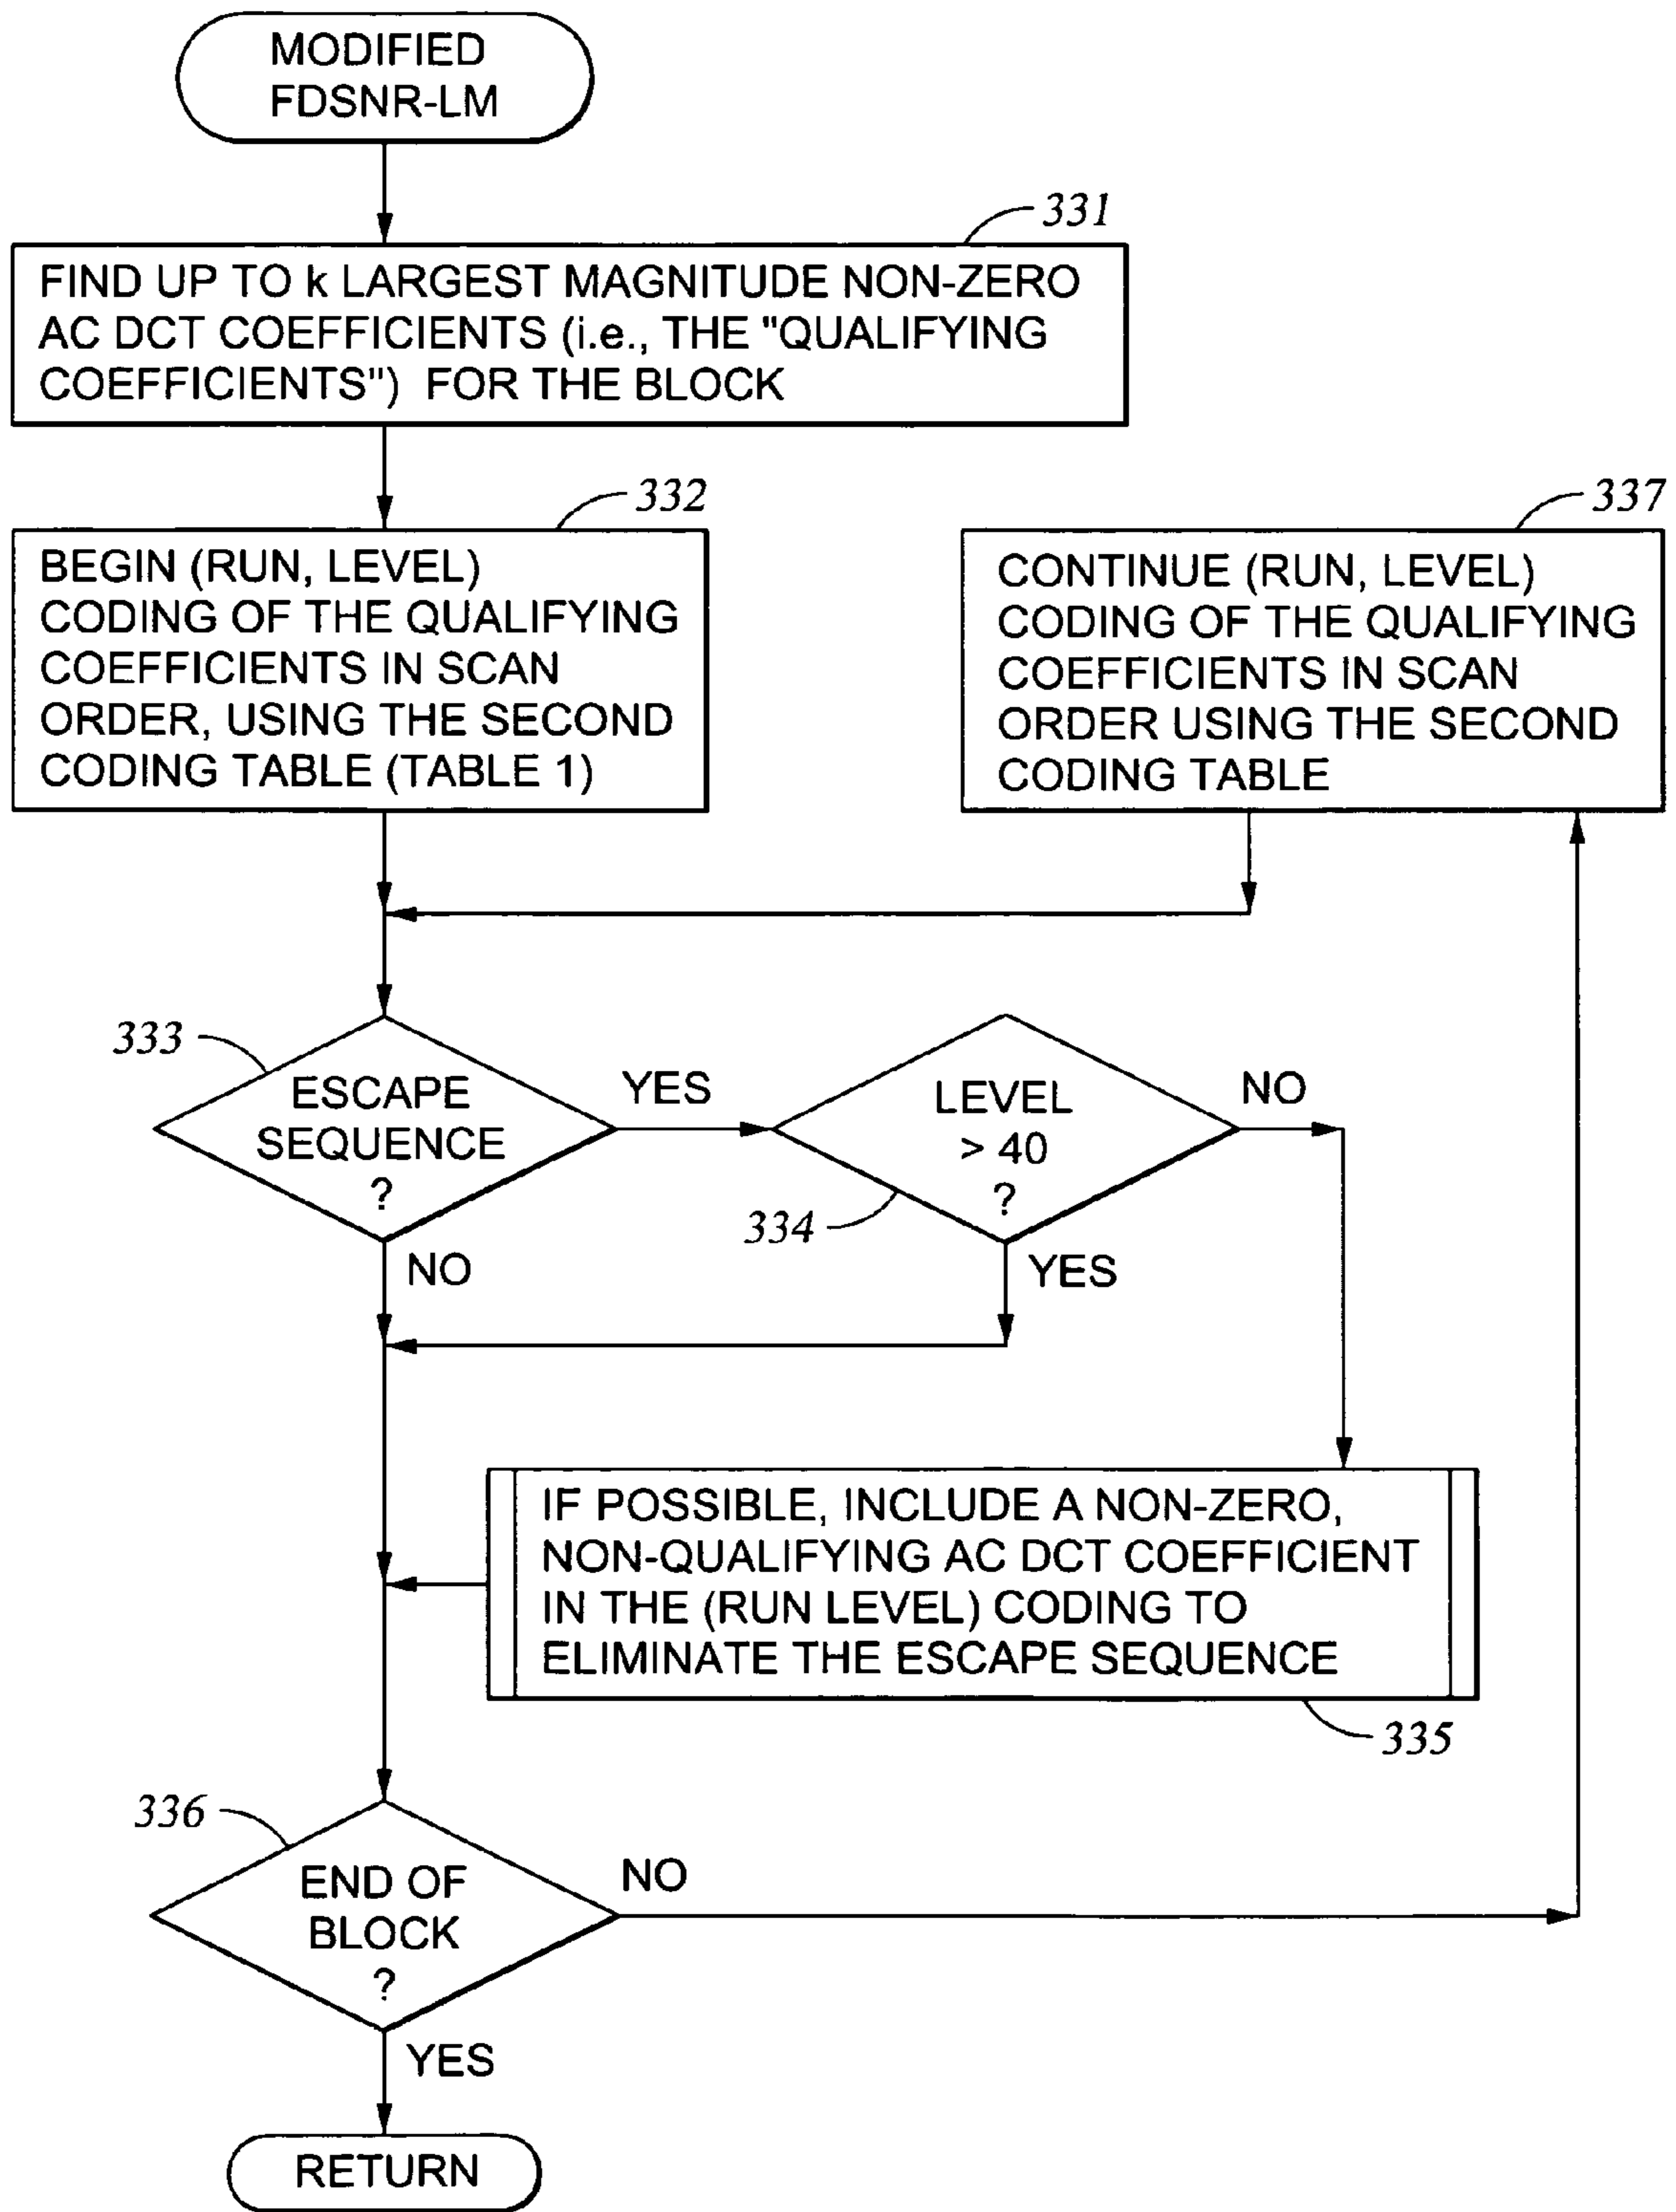 MODIFIED
FDSNR-LM
331
FIND UP TO k LARGEST MAGNITUDE NON-ZERO
AC DCT COEFFICIENTS (i.e., THE "QUALIFYING
COEFFICIENTS") FOR THE BLOCK
332
BEGIN (RUN, LEVEL)
CODING OF THE QUALIFYING
COEFFICIENTS IN SCAN
ORDER, USING THE SECOND
CODING TABLE (TABLE 1)
337
CONTINUE (RUN, LEVEL)
CODING OF THE QUALIFYING
COEFFICIENTS IN SCAN
ORDER USING THE SECOND
CODING TABLE
333
ESCAPE
SEQUENCE
?
YES
NO
LEVEL
> 40
?
334
NO
YES
IF POSSIBLE, INCLUDE A NON-ZERO,
NON-QUALIFYING AC DCT COEFFICIENT
IN THE (RUN LEVEL) CODING TO
ELIMINATE THE ESCAPE SEQUENCE
335
336
END OF
BLOCK
?
NO
YES
RETURN